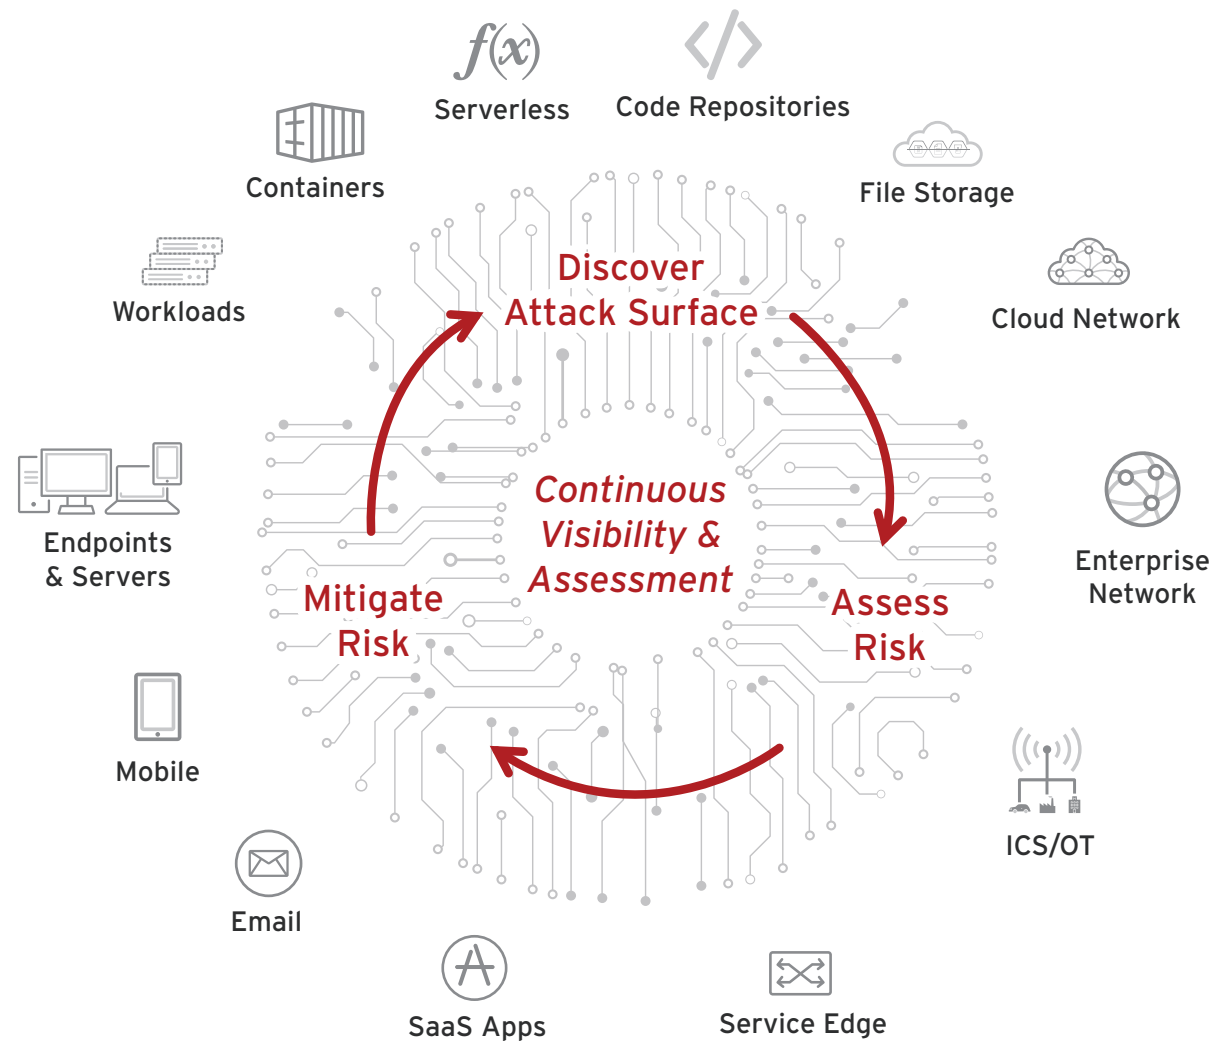 f(x)
</>
Serverless
Code Repositories
Containers
File Storage
Workloads
Cloud Network
Discover
Attack Surface
Continuous
Visibility &
Assessment
Endpoints
& Servers
Enterprise
Network
Mitigate
Risk
Assess
Risk
Mobile
ICS/OT
Email
SaaS Apps
Service Edge